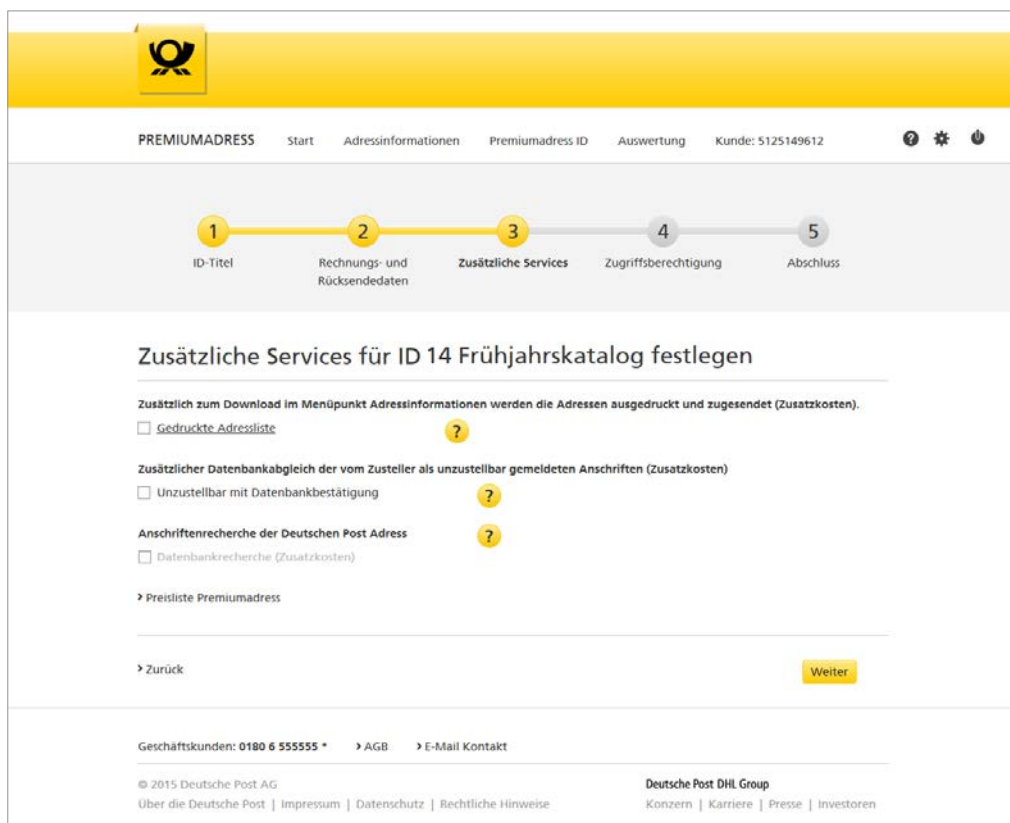 PREMIUMADRESS Start Adressinformationen Premiumadress ID Auswertung Kunde: 5125149612 ?
1 2 3 4 5
ID-Titel Rechnungs- und Zusätzliche Services Zugriffsberechtigung Abschluss
Rücksendedaten
Zusätzliche Services für ID 14 Frühjahrskatalog festlegen
Zusätzlich zum Download im Menüpunkt Adressinformationen werden die Adressen ausgedruckt und zugesendet (Zusatzkosten).
Gedruckte Adressliste ?
Zusätzlicher Datenbankabgleich der vom Zusteller als unzustellbar gemeldeten Anschriften (Zusatzkosten)
Unzustellbar mit Datenbankbestätigung ?
Anschriftenrecherche der Deutschen Post Adress ?
Datenbankrecherche (Zusatzkosten)
> Preisliste Premiumadress
> Zurück Weiter
Geschäftskunden: 0180 6 555555 * > AGB > E-Mail Kontakt
© 2015 Deutsche Post AG Deutsche Post DHL Group
Über die Deutsche Post | Impressum | Datenschutz | Rechtliche Hinweise Konzern | Karriere | Presse | Investoren